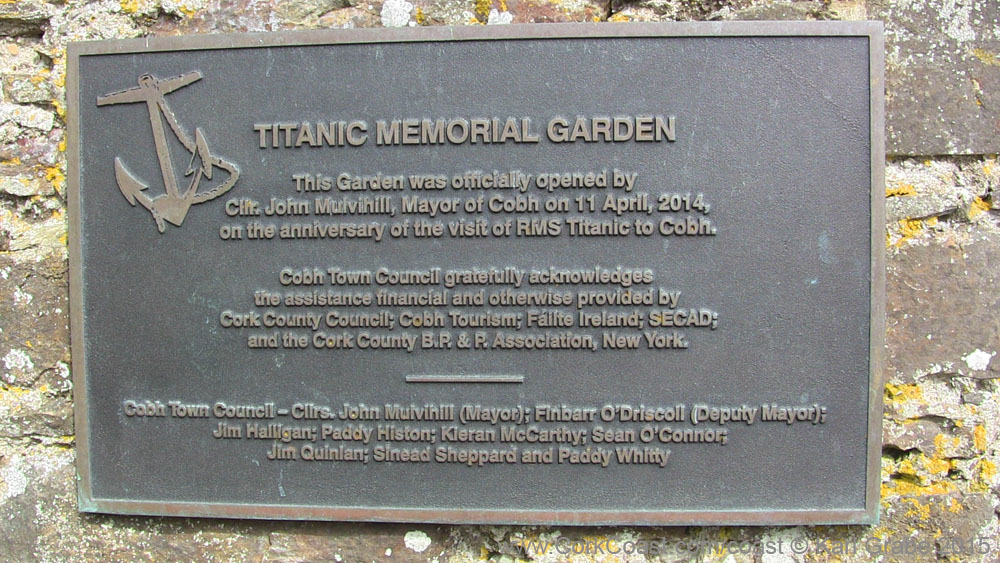 TITANIC MEMORIAL GARDEN
This Garden was officially opened by
Cllr. John Mulvihill, Mayor of Cobh on 11 April, 2014,
on the anniversary of the visit of RMS Titanic to Cobh.
Cobh Town Council gratefully acknowledges
the assistance financial and otherwise provided by
Cork County Council; Cobh Tourism; Fáilte Ireland; SECAD;
and the Cork County B.P. & P. Association, New York.
Cobh Town Council – Cllrs. John Mulvihill (Mayor); Finbarr O'Driscoll (Deputy Mayor);
Jim Halligan; Paddy Histon; Kieran McCarthy; Sean O'Connor;
Jim Quinlan; Sinead Sheppard and Paddy Whitty
© Karl Grabe 2015